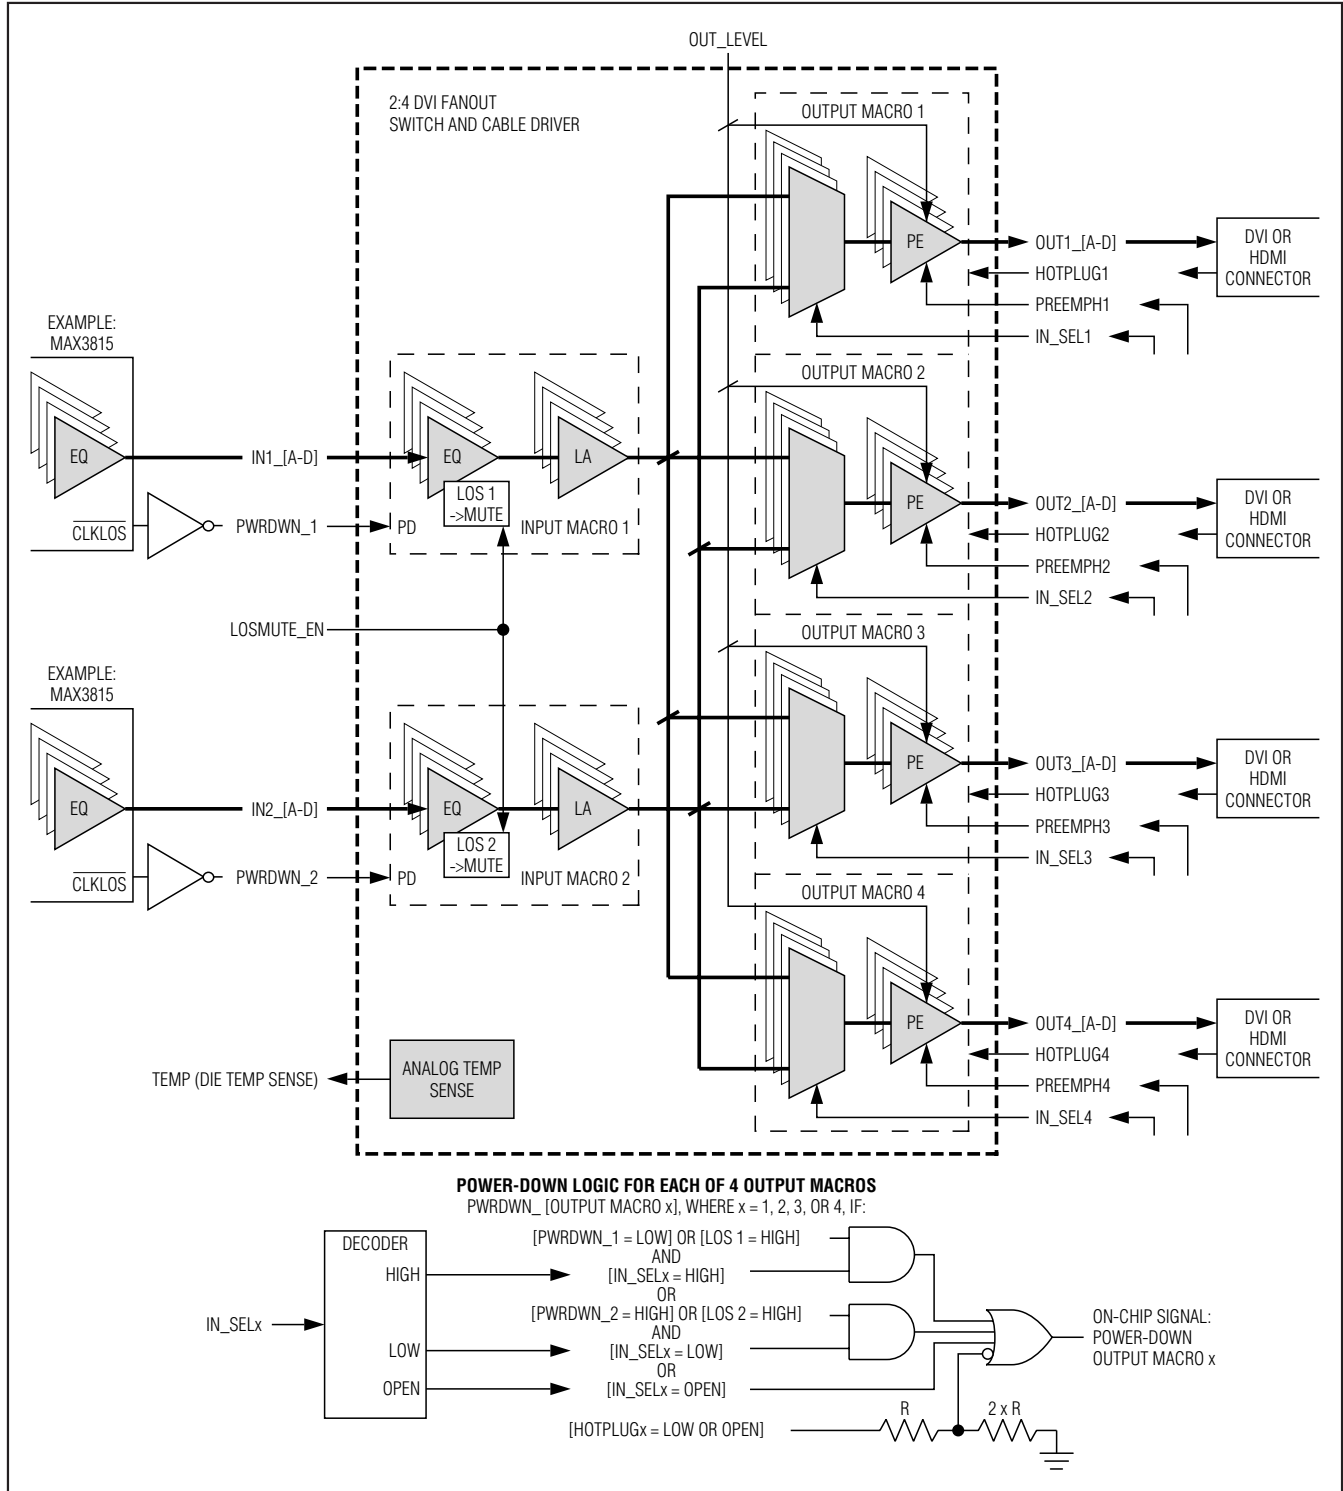 OUT_LEVEL
2:4 DVI FANOUT
SWITCH AND CABLE DRIVER
OUTPUT MACRO 1
PE
OUT1_[A-D]
HOTPLUG1
PREEMPH1
IN_SEL1
DVI OR
HDMI
CONNECTOR
EXAMPLE:
MAX3815
EQ
CLKLOS
IN1_[A-D]
PWRDWN_1
PD
EQ
LOS 1
->MUTE
LA
INPUT MACRO 1
OUTPUT MACRO 2
PE
OUT2_[A-D]
HOTPLUG2
PREEMPH2
IN_SEL2
DVI OR
HDMI
CONNECTOR
LOSMUTE_EN
OUTPUT MACRO 3
PE
OUT3_[A-D]
HOTPLUG3
PREEMPH3
IN_SEL3
DVI OR
HDMI
CONNECTOR
EXAMPLE:
MAX3815
EQ
CLKLOS
IN2_[A-D]
PWRDWN_2
PD
EQ
LOS 2
->MUTE
LA
INPUT MACRO 2
OUTPUT MACRO 4
PE
OUT4_[A-D]
HOTPLUG4
PREEMPH4
IN_SEL4
DVI OR
HDMI
CONNECTOR
TEMP (DIE TEMP SENSE)
ANALOG TEMP
SENSE
POWER-DOWN LOGIC FOR EACH OF 4 OUTPUT MACROS
PWRDWN_ [OUTPUT MACRO x], WHERE x = 1, 2, 3, OR 4, IF:
IN_SELx
DECODER
HIGH
LOW
OPEN
[PWRDWN_1 = LOW] OR [LOS 1 = HIGH]
AND
[IN_SELx = HIGH]
OR
[PWRDWN_2 = HIGH] OR [LOS 2 = HIGH]
AND
[IN_SELx = LOW]
OR
[IN_SELx = OPEN]
[HOTPLUGx = LOW OR OPEN]
R
2 x R
ON-CHIP SIGNAL:
POWER-DOWN
OUTPUT MACRO x